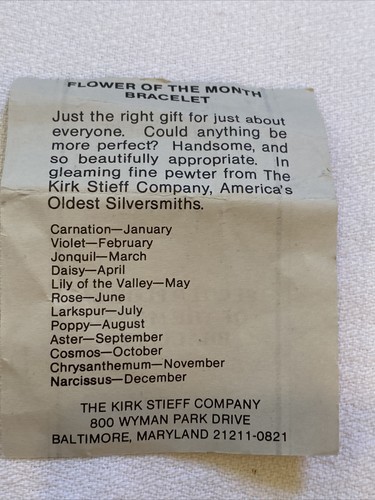 FLOWER OF THE MONTH
BRACELET
Just the right gift for just about
everyone. Could anything be
more perfect? Handsome, and
so beautifully appropriate. In
gleaming fine pewter from The
Kirk Stieff Company, America's
Oldest Silversmiths.
Carnation—January
Violet—February
Jonquil—March
Daisy—April
Lily of the Valley—May
Rose—June
Larkspur—July
Poppy—August
Aster—September
Cosmos—October
Chrysanthemum—November
Narcissus—December
THE KIRK STIEFF COMPANY
800 WYMAN PARK DRIVE
BALTIMORE, MARYLAND 21211-0821